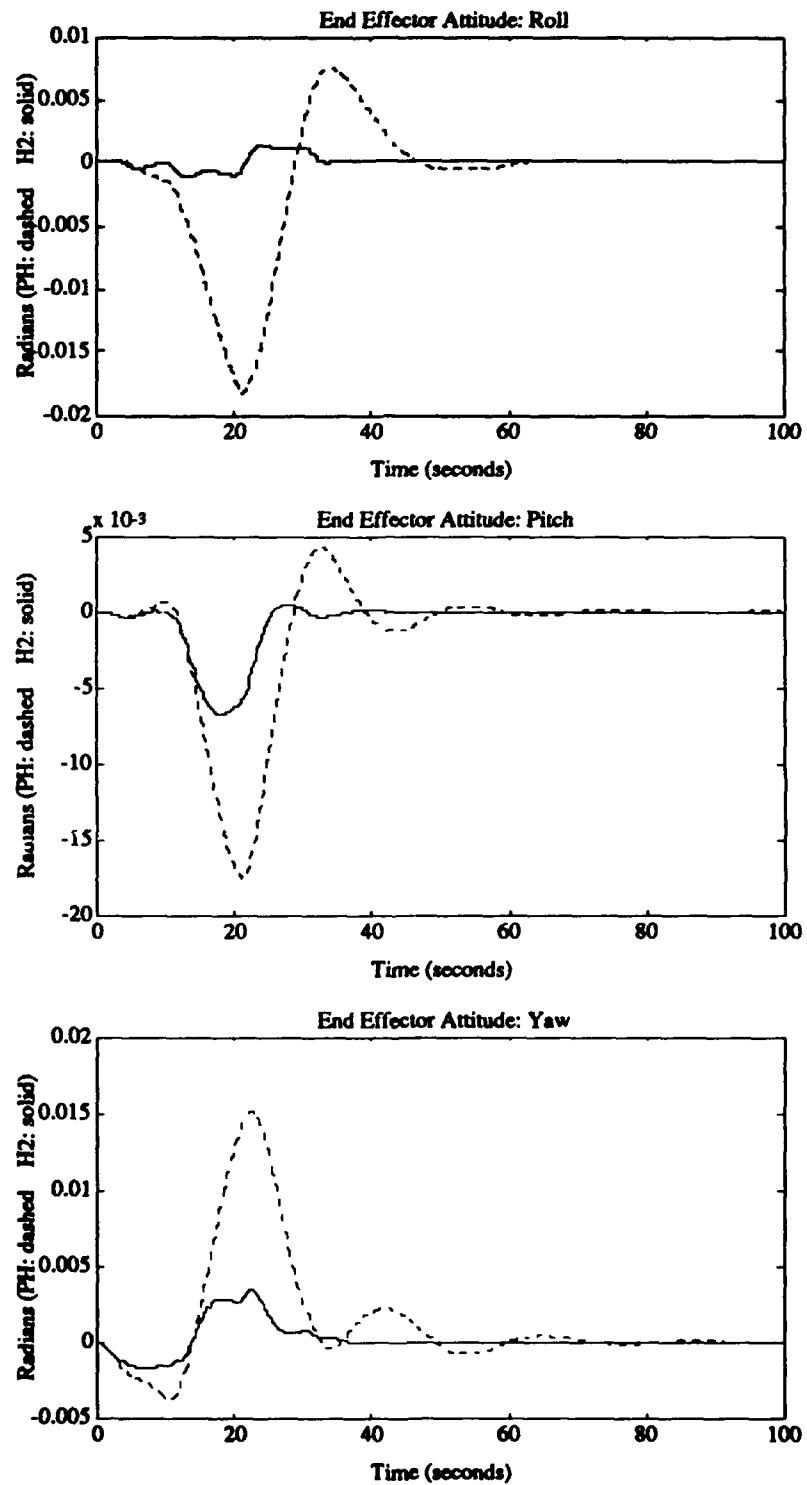 End Effector Attitude: Roll
0.01
0.005
0
-0.005
-0.01
-0.015
-0.02
Radians (PH: dashed H2: solid)
0 20 40 60 80 100
Time (seconds)
x 10-3
End Effector Attitude: Pitch
5
0
-5
-10
-15
-20
Radians (PH: dashed H2: solid)
0 20 40 60 80 100
Time (seconds)
End Effector Attitude: Yaw
0.02
0.015
0.01
0.005
0
-0.005
Radians (PH: dashed H2: solid)
0 20 40 60 80 100
Time (seconds)